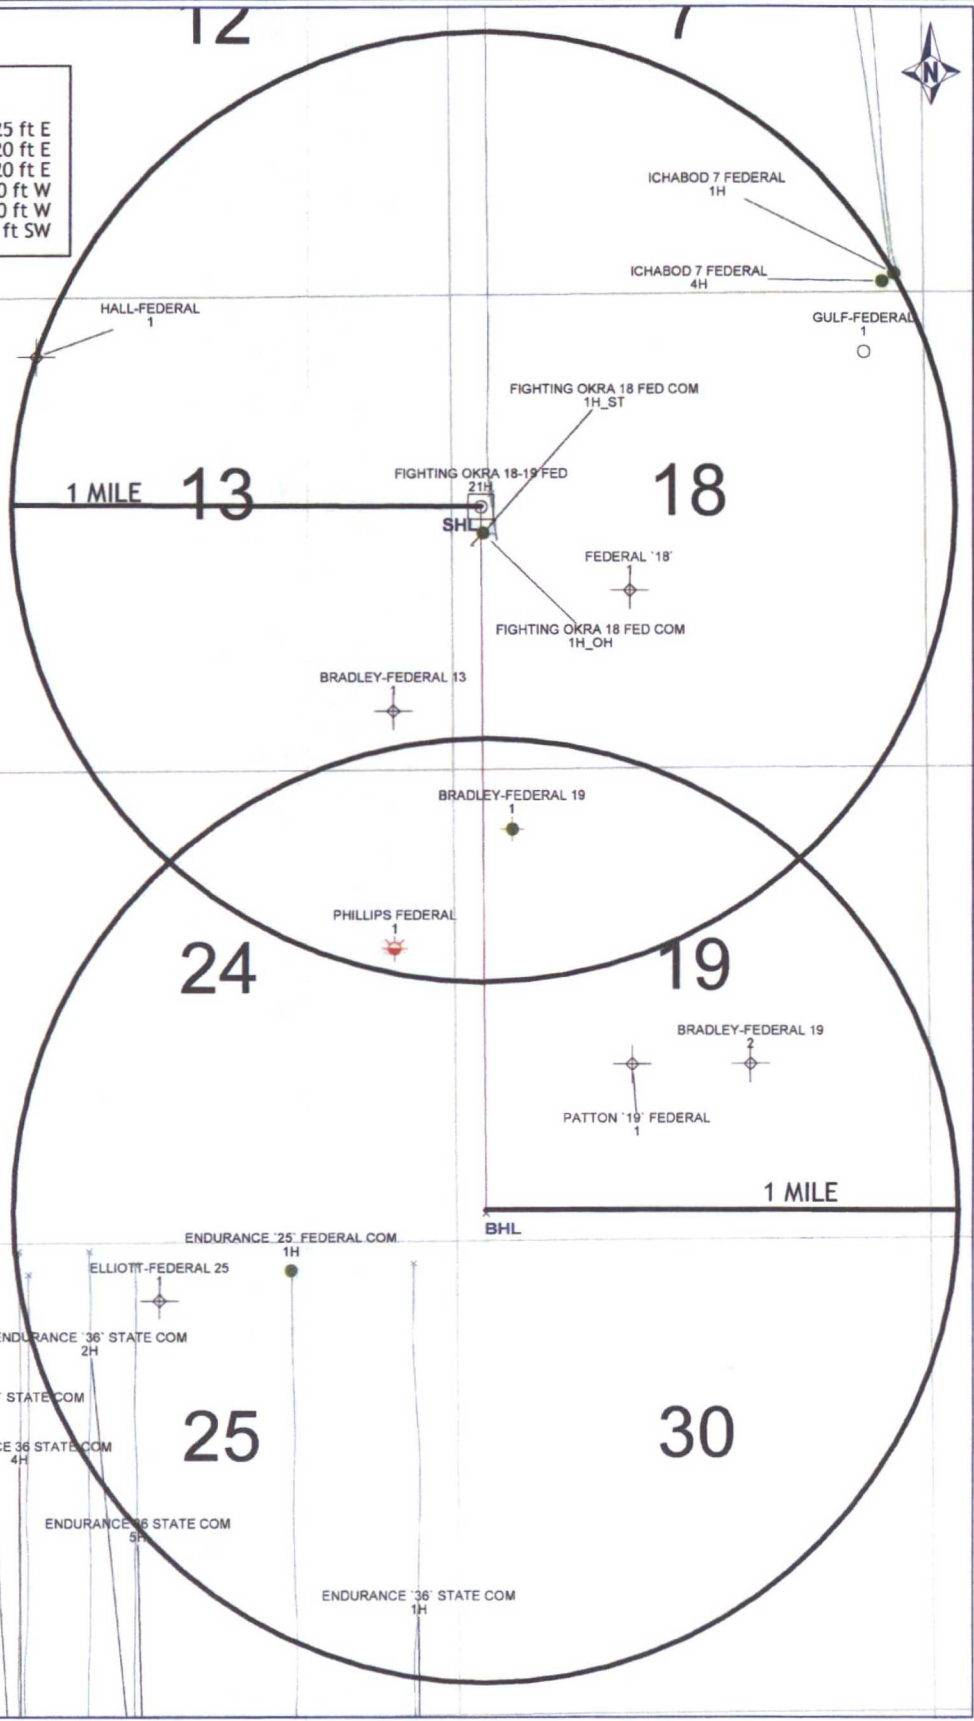 12
7
N
25 ft E
20 ft E
20 ft E
0 ft W
0 ft W
ft SW
ICHABOD 7 FEDERAL
1H
ICHABOD 7 FEDERAL
4H
HALL-FEDERAL
1
GULF-FEDERAL
1
FIGHTING OKRA 18 FED COM
1H_ST
FIGHTING OKRA 18-19 FED
21H
1 MILE
13
18
SHL
FEDERAL '18'
1
FIGHTING OKRA 18 FED COM
1H_OH
BRADLEY-FEDERAL 13
1
BRADLEY-FEDERAL 19
1
PHILLIPS FEDERAL
1
24
19
BRADLEY-FEDERAL 19
2
PATTON '19' FEDERAL
1
1 MILE
BHL
ENDURANCE '25' FEDERAL COM
1H
ELLIOTT-FEDERAL 25
1
ENDURANCE '36' STATE COM
2H
STATE COM
CE 36 STATE COM
4H
25
30
ENDURANCE 36 STATE COM
5H
ENDURANCE '36' STATE COM
1H